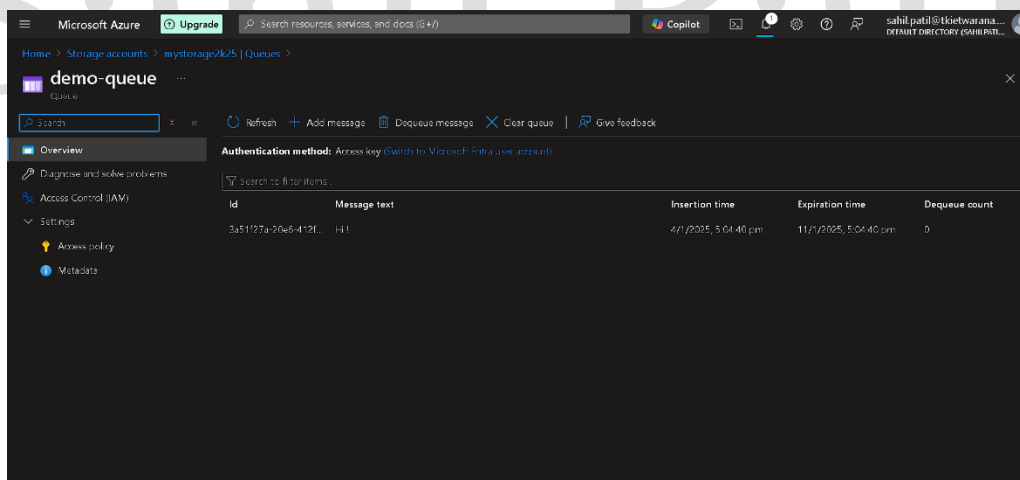 Microsoft Azure Upgrade Search resources, services, and docs (G+/) Copilot 1 sahil.patil@tkietwarana....
DEFAULT DIRECTORY (SAHILPATI...
Home > Storage accounts > mystorage2k25 | Queues >
demo-queue ...
Queue
Search
Refresh Add message Dequeue message Clear queue Give feedback
Overview
Authentication method: Access key (Switch to Microsoft Entra user account)
Diagnose and solve problems
Search to filter items...
Access Control (IAM)
Id Message text Insertion time Expiration time Dequeue count
Settings
3a51f27a-20e6-412f... Hi ! 4/1/2025, 5:04:40 pm 11/1/2025, 5:04:40 pm 0
Access policy
Metadata